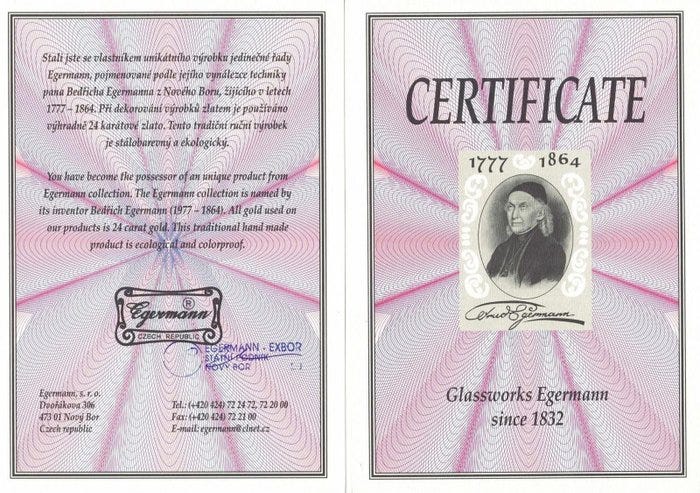 Stali jste se vlastníkem unikátního výrobku jedinečné řady
Egermann, pojmenované podle jejího vynálezce techniky
pana Bedřicha Egermanna z Nového Boru, žijícího v letech
1777 – 1864. Při dekorování výrobků zlatem je používáno
výhradně 24 karátové zlato. Tento tradiční ruční výrobek
je stálobarevný a ekologický.
You have become the possessor of an unique product from
Egermann collection. The Egermann collection is named by
its inventor Bedřich Egermann (1977 – 1864). All gold used on
our products is 24 carat gold. This traditional hand made
product is ecological and colorproof.
Egermann ®
CZECH REPUBLIC
EGERMANN - EXBOR
STÁTNÍ PODNIK
NOVÝ BOR
Egermann, s. r. o.
Dvořákova 306
473 01 Nový Bor
Czech republic
Tel.: (+420 424) 72 24 72, 72 20 00
Fax: (+420 424) 72 21 00
E-mail: egermann@clnet.cz
CERTIFICATE
1777 1864
Egermann
Glassworks Egermann
since 1832